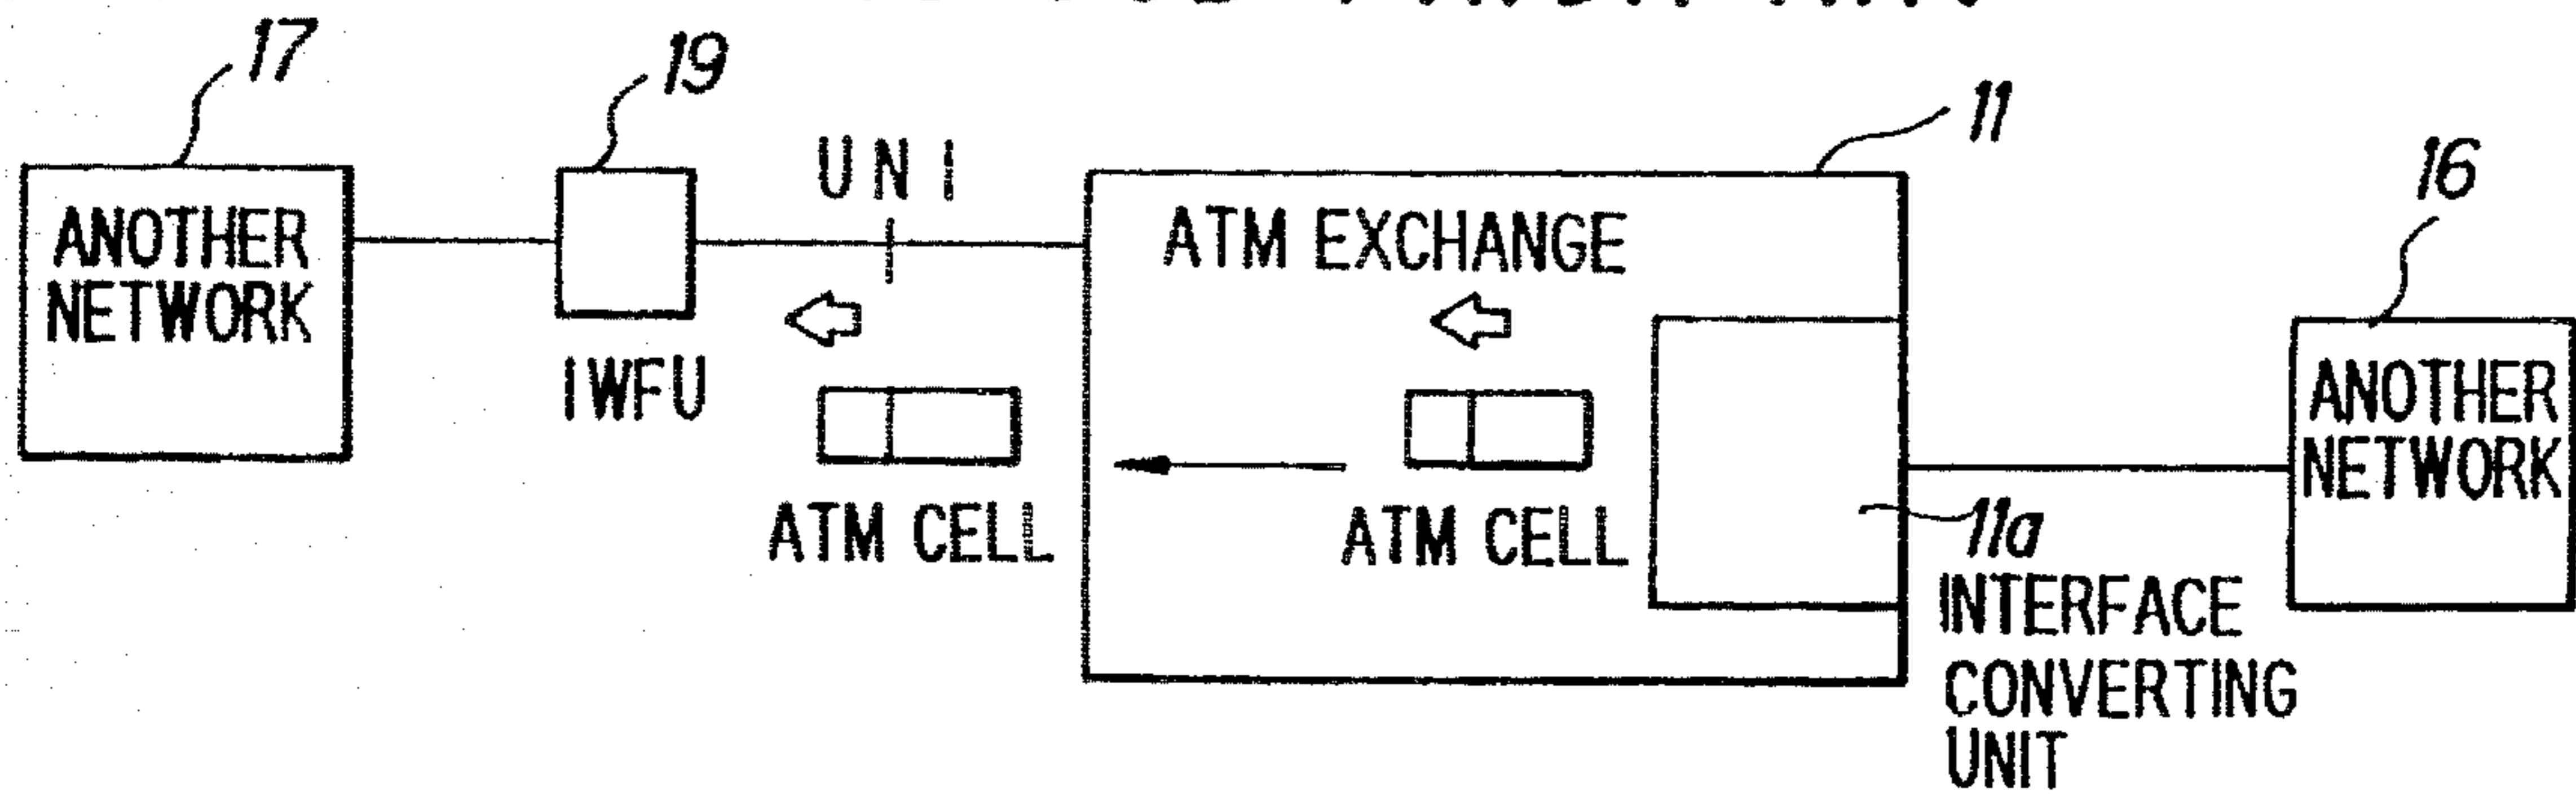 17
19
11
16
UNI
ANOTHER
NETWORK
ATM EXCHANGE
IWFU
ANOTHER
NETWORK
ATM CELL
ATM CELL
11a
INTERFACE
CONVERTING
UNIT